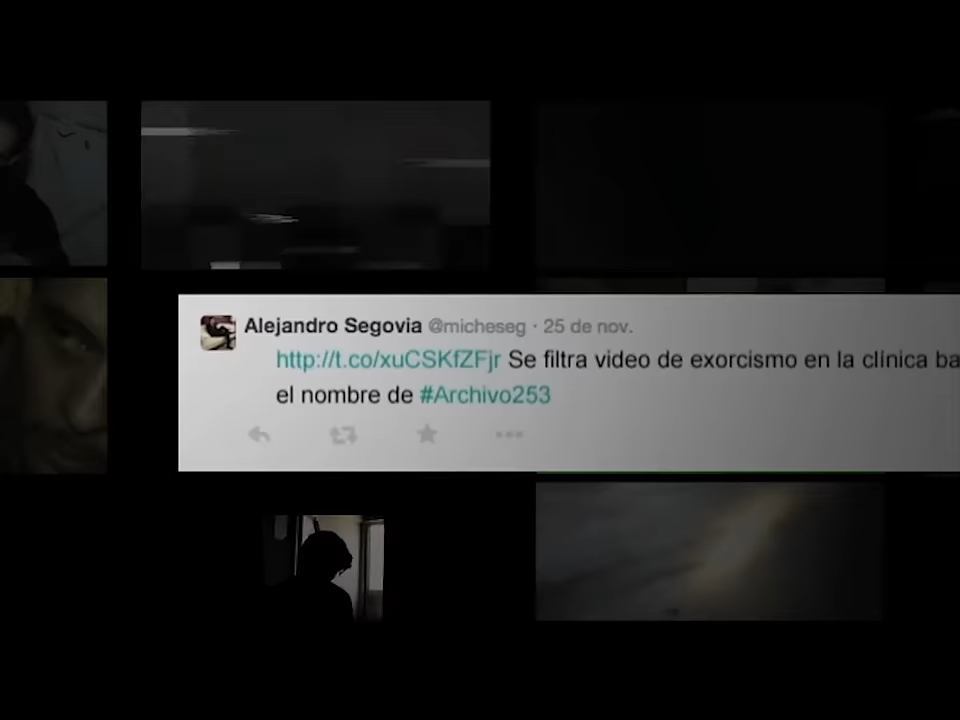 Alejandro Segovia @micheseg · 25 de nov.
http://t.co/xuCSKfZFjr Se filtra video de exorcismo en la clínica
el nombre de #Archivo253